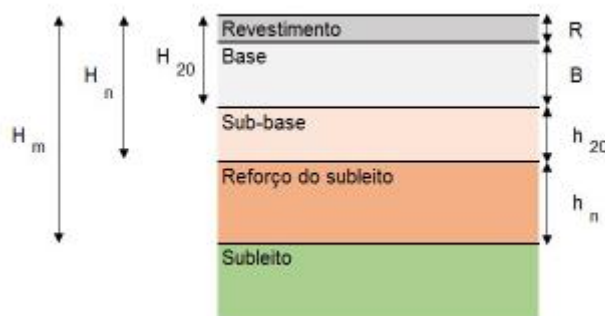 Revestimento
R
H 20
Base
H n
B
Sub-base
H m
h 20
Reforço do subleito
h n
Subleito